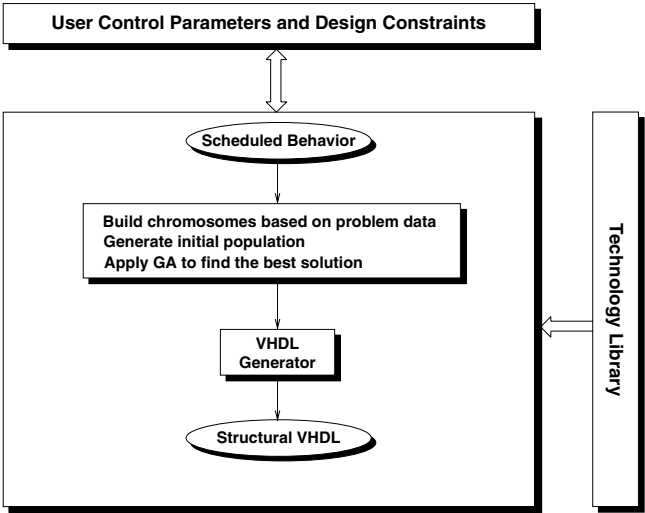 User Control Parameters and Design Constraints
Scheduled Behavior
Build chromosomes based on problem data
Generate initial population
Apply GA to find the best solution
VHDL
Generator
Structural VHDL
Technology Library